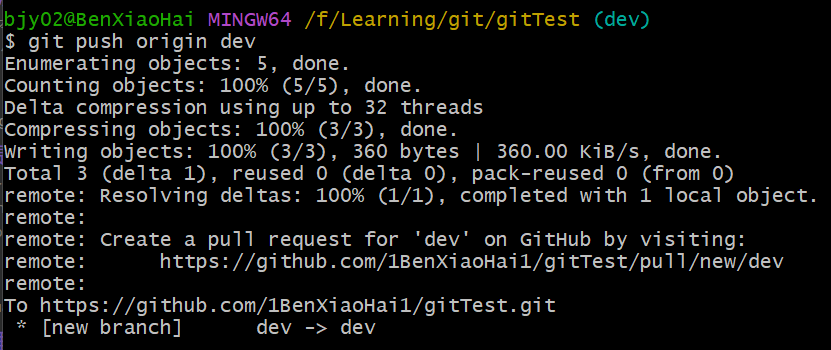 bjy02@BenXiaoHai MINGW64 /f/Learning/git/gitTest (dev)
$ git push origin dev
Enumerating objects: 5, done.
Counting objects: 100% (5/5), done.
Delta compression using up to 32 threads
Compressing objects: 100% (3/3), done.
Writing objects: 100% (3/3), 360 bytes | 360.00 KiB/s, done.
Total 3 (delta 1), reused 0 (delta 0), pack-reused 0 (from 0)
remote: Resolving deltas: 100% (1/1), completed with 1 local object.
remote:
remote: Create a pull request for 'dev' on GitHub by visiting:
remote:      https://github.com/1BenXiaoHai1/gitTest/pull/new/dev
remote:
To https://github.com/1BenXiaoHai1/gitTest.git
 * [new branch]      dev -> dev